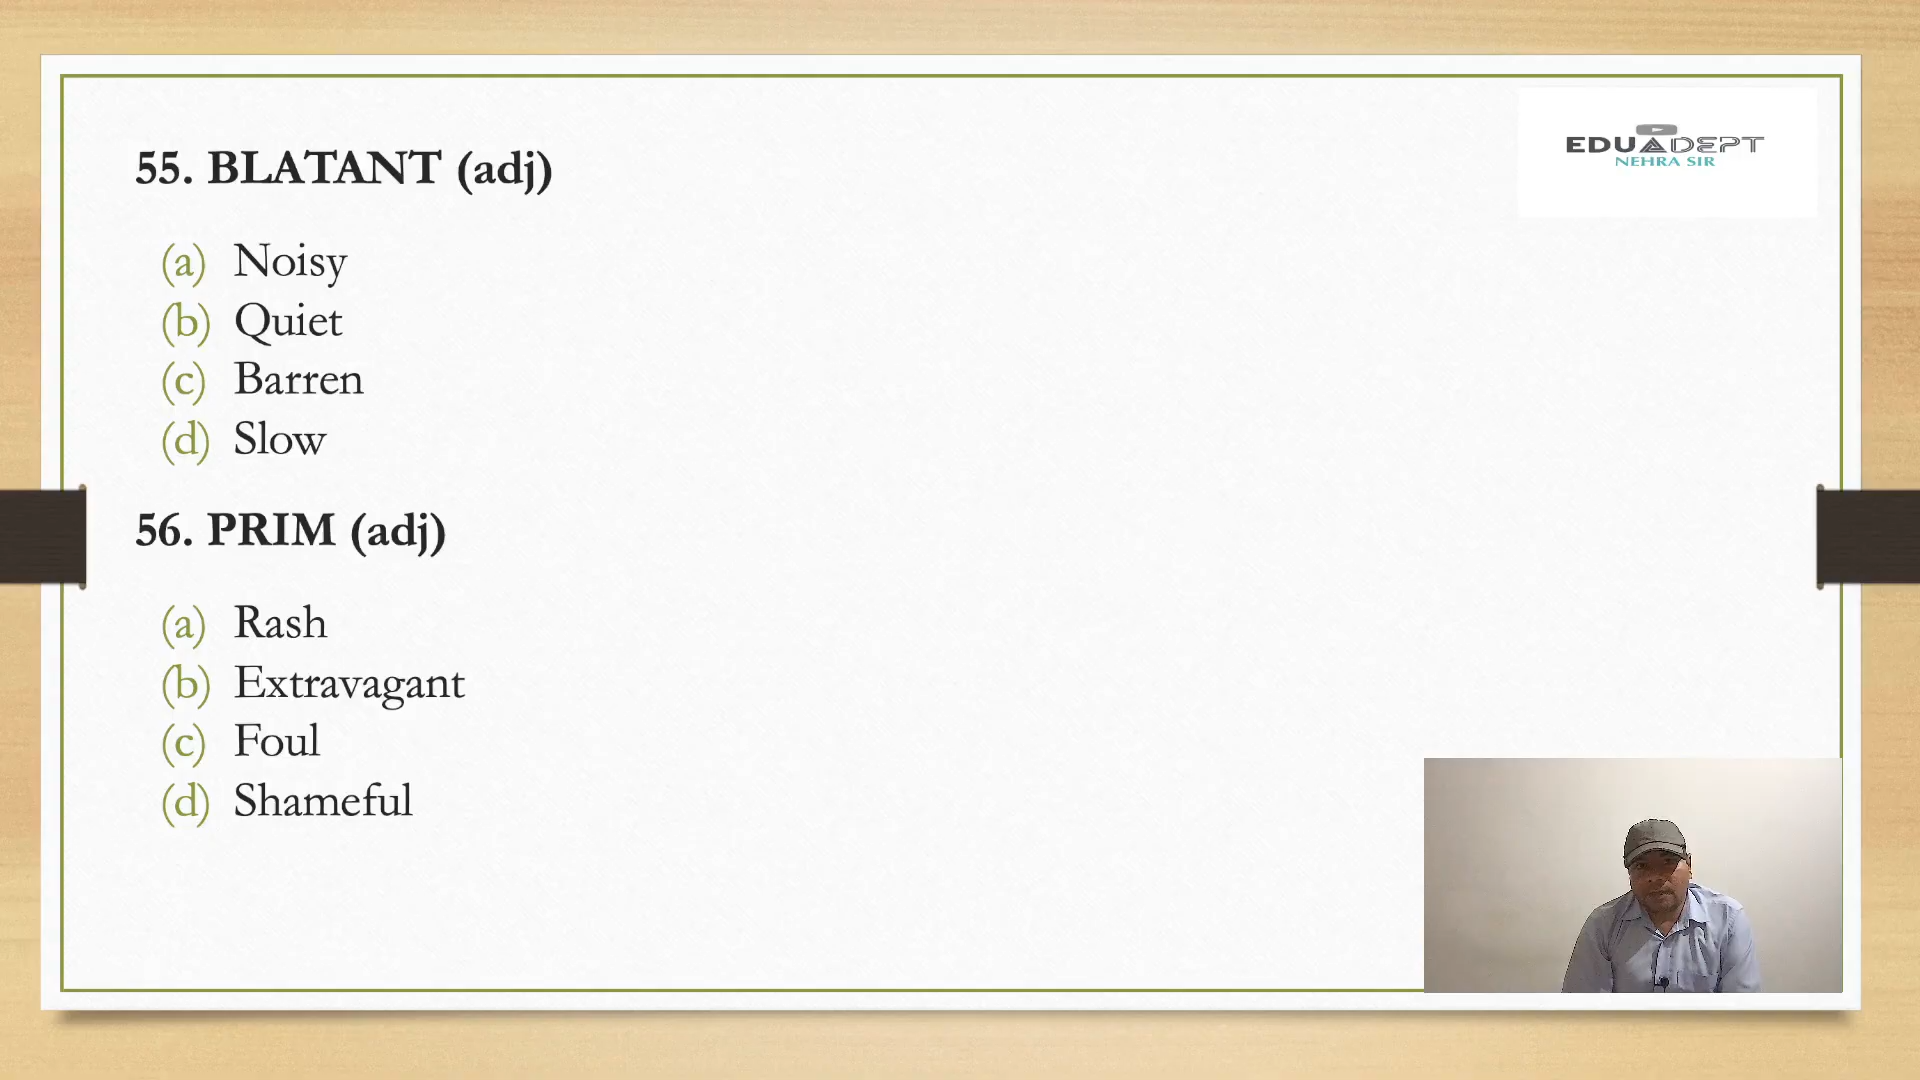 55. BLATANT (adj)
EDUADEPT
NEHRA SIR
(a) Noisy
(b) Quiet
(c) Barren
(d) Slow
56. PRIM (adj)
(a) Rash
(b) Extravagant
(c) Foul
(d) Shameful